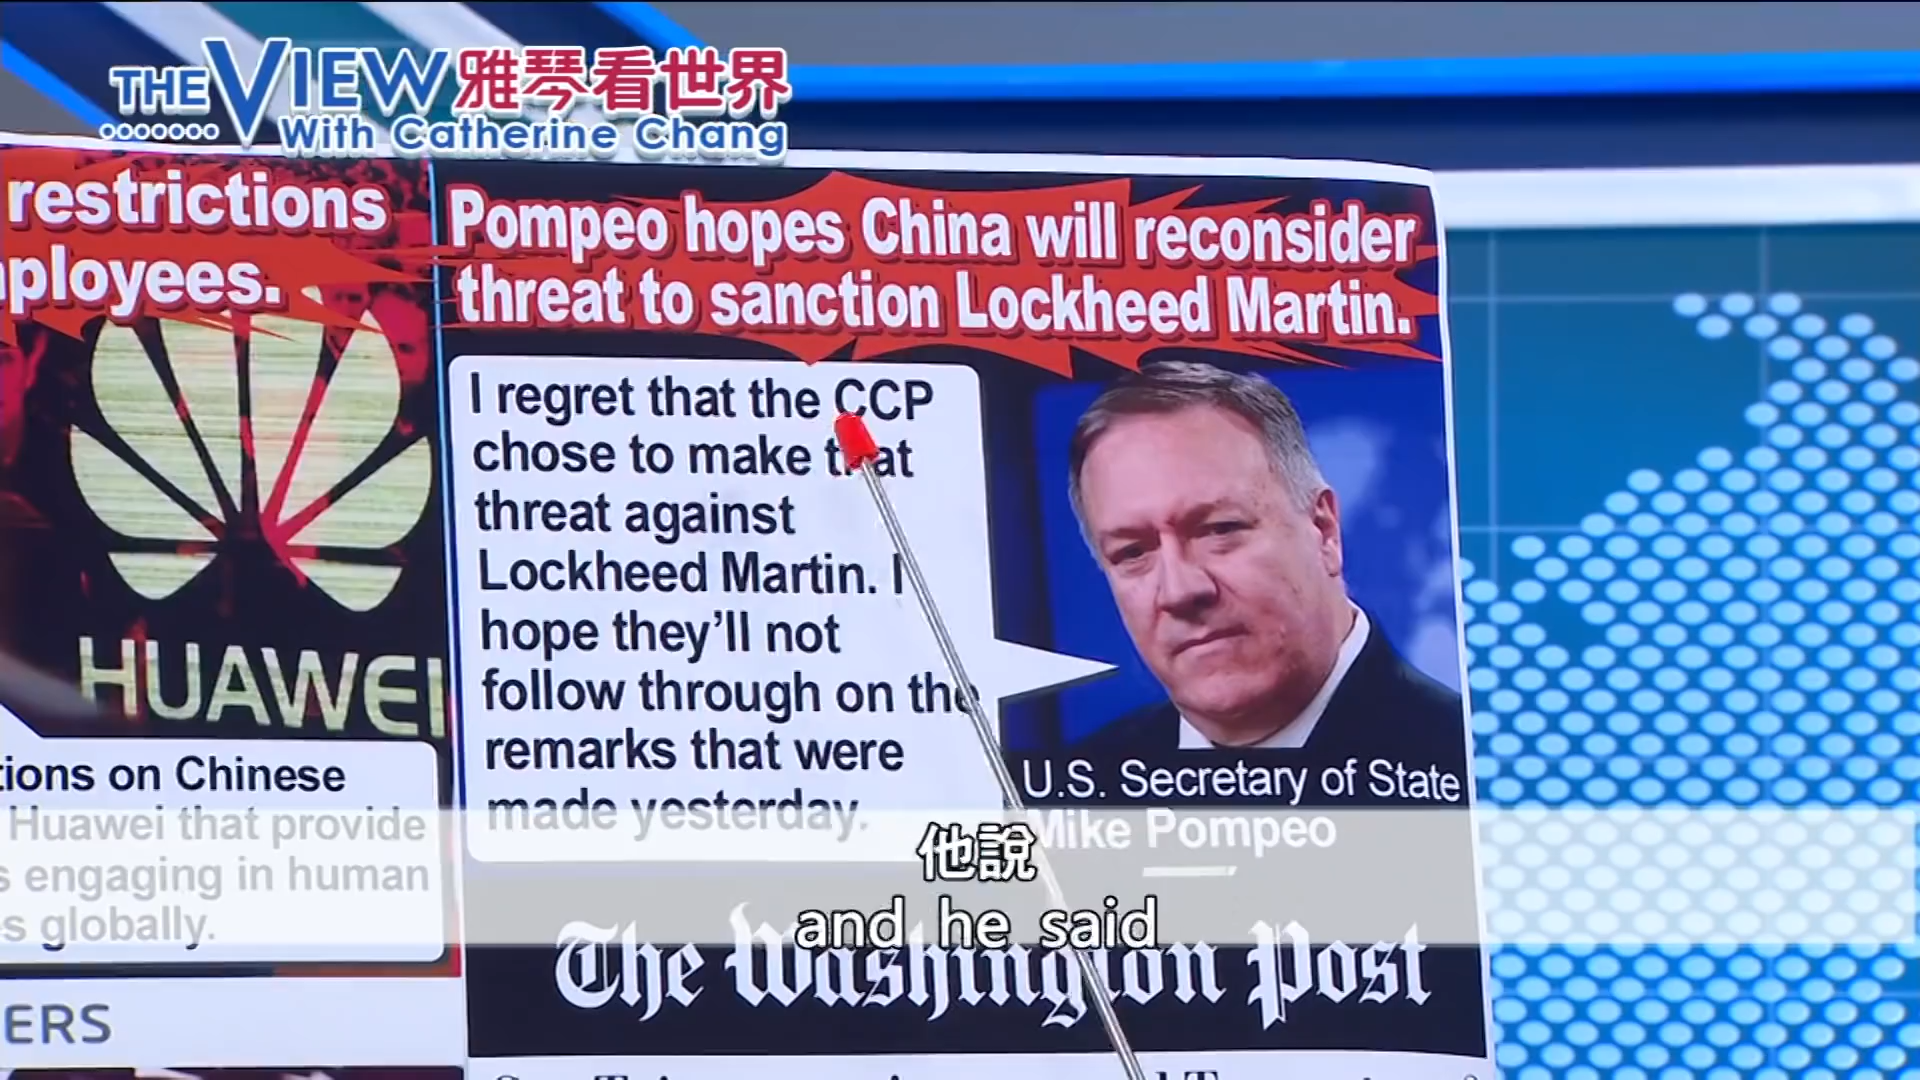 THE VIEW 雅琴看世界
With Catherine Chang
restrictions
ployees.
HUAWEI
ions on Chinese
Huawei that provide
s engaging in human
s globally.
ERS
Pompeo hopes China will reconsider
threat to sanction Lockheed Martin.
I regret that the CCP
chose to make that
threat against
Lockheed Martin. I
hope they'll not
follow through on the
remarks that were
made yesterday.
U.S. Secretary of State
Mike Pompeo
The Washington Post
他說
and he said